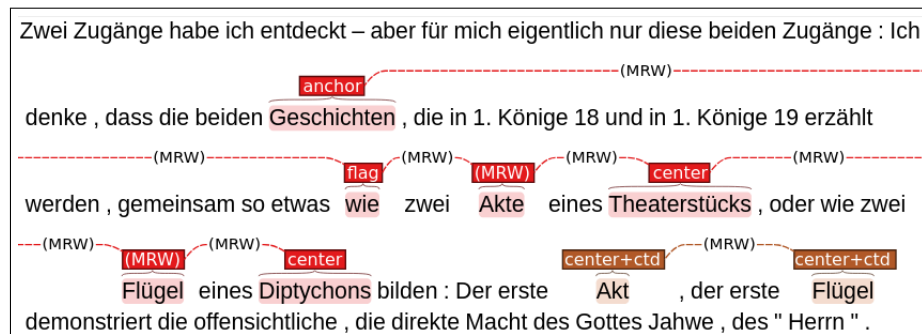 Zwei Zugänge habe ich entdeckt – aber für mich eigentlich nur diese beiden Zugänge : Ich
(MRW)
anchor
denke , dass die beiden Geschichten , die in 1. Könige 18 und in 1. Könige 19 erzählt
(MRW) (MRW) (MRW)
flag (MRW) center
werden , gemeinsam so etwas wie zwei Akte eines Theaterstücks , oder wie zwei
(MRW) (MRW) (MRW)
(MRW) center center+ctd center+ctd
Flügel eines Diptychons bilden : Der erste Akt , der erste Flügel
demonstriert die offensichtliche , die direkte Macht des Gottes Jahwe , des " Herrn " .